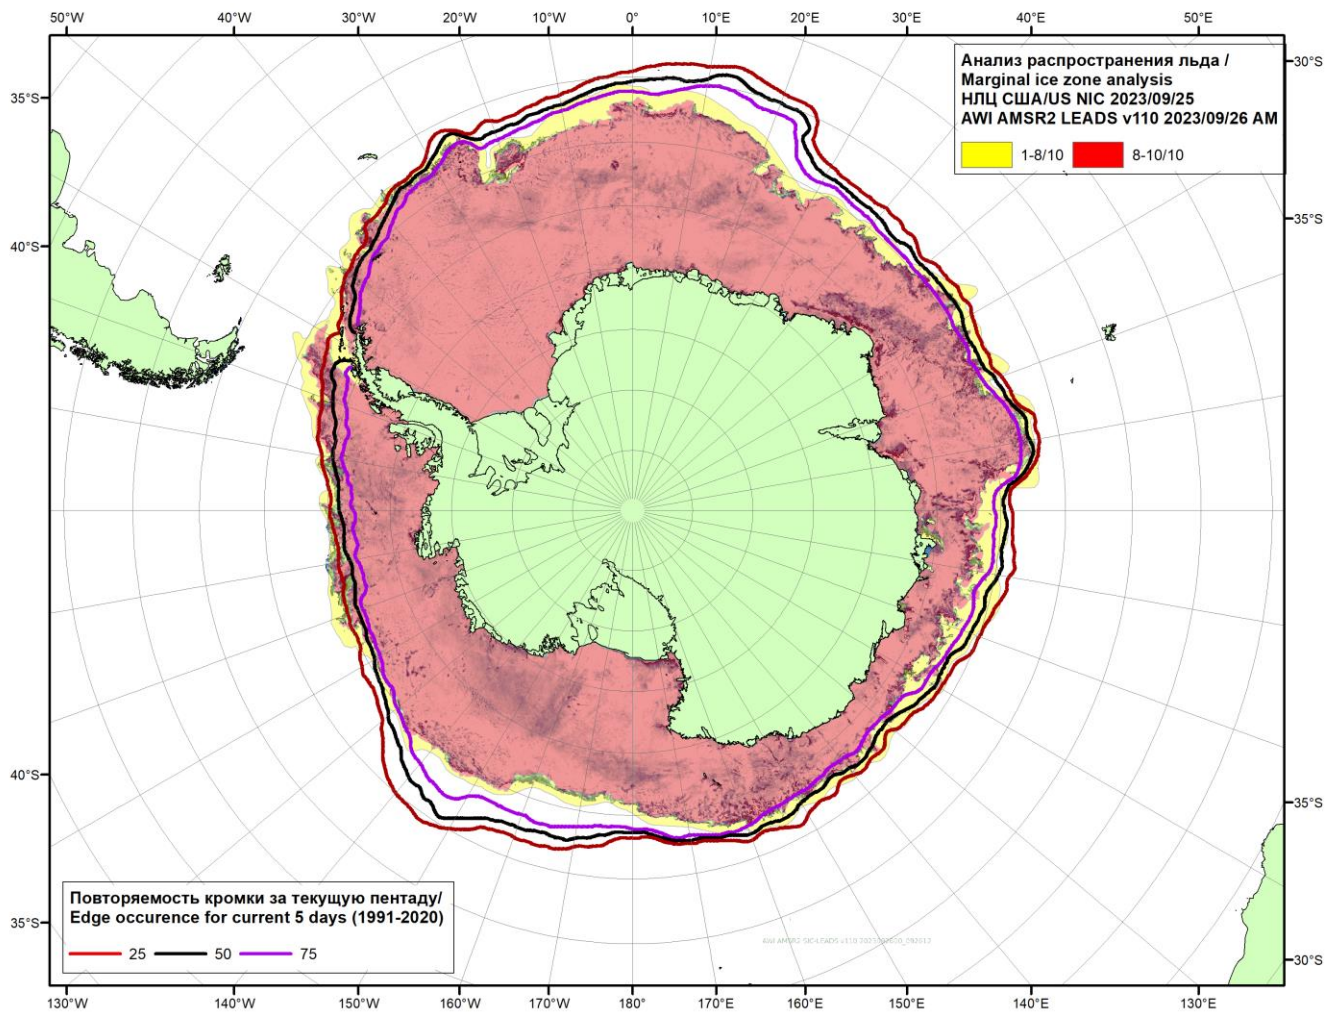 50°W 40°W 30°W 20°W 10°W 0° 10°E 20°E 30°E 40°E 50°E
Анализ распространения льда /
Marginal ice zone analysis
НЛЦ США/US NIC 2023/09/25
AWI AMSR2 LEADS v110 2023/09/26 AM
1-8/10 8-10/10
30°S
35°S
35°S
40°S
40°S
35°S
35°S
30°S
Повторяемость кромки за текущую пентаду/
Edge occurence for current 5 days (1991-2020)
25 50 75
130°W 140°W 150°W 160°W 170°W 180° 170°E 160°E 150°E 140°E 130°E